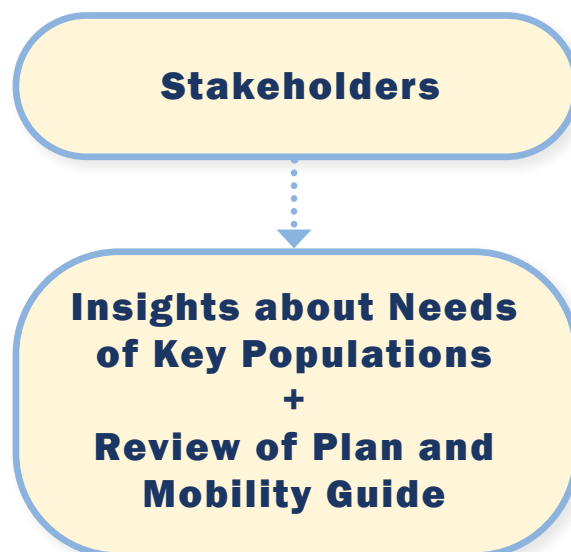 Stakeholders
Insights about Needs
of Key Populations
+
Review of Plan and
Mobility Guide